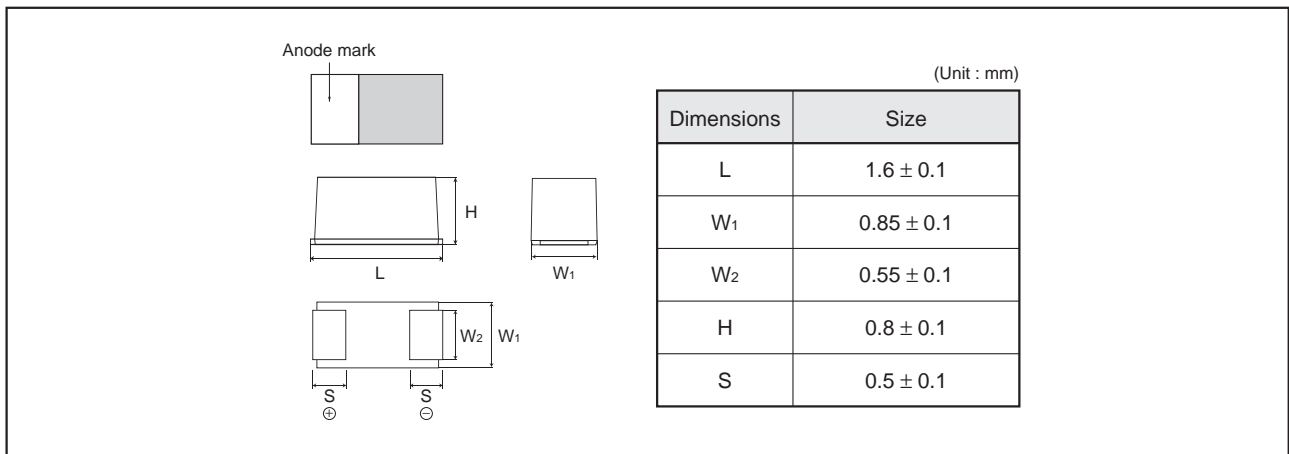 Anode mark
H
L
W1
W2 W1
S S
⊕ ⊖
(Unit : mm)
Dimensions Size
L 1.6 ± 0.1
W1 0.85 ± 0.1
W2 0.55 ± 0.1
H 0.8 ± 0.1
S 0.5 ± 0.1